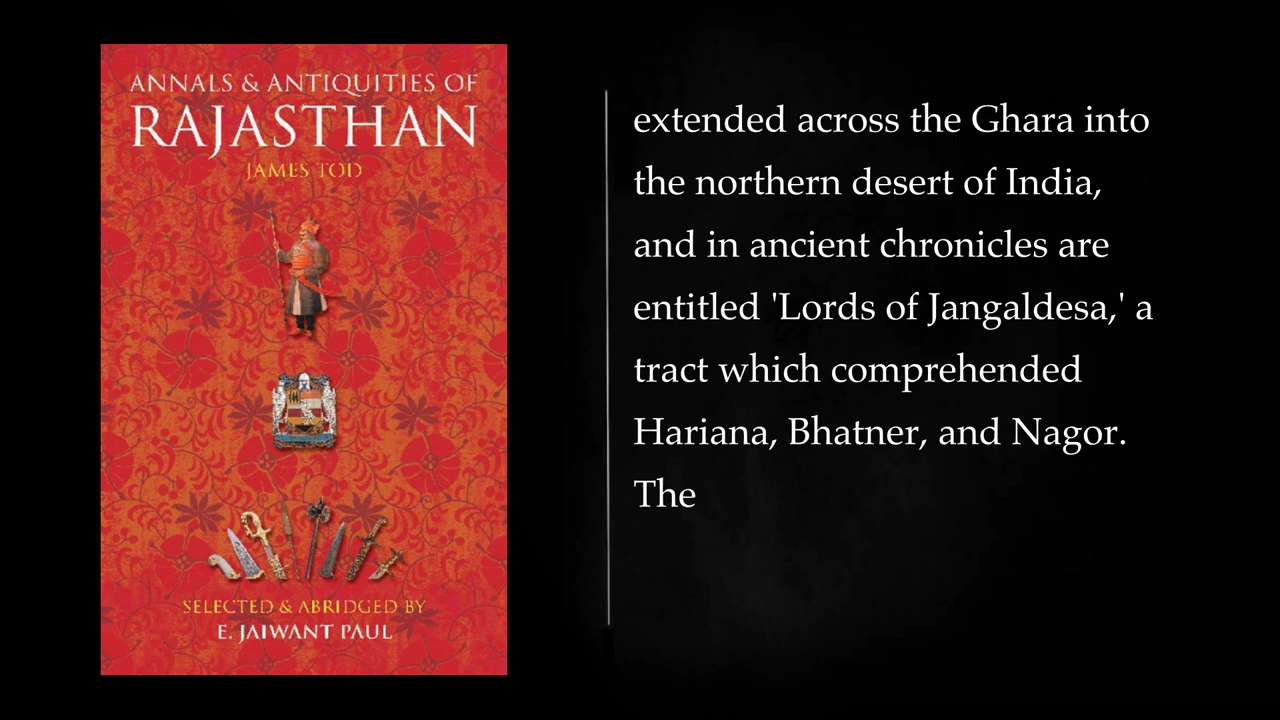 ANNALS & ANTIQUITIES OF
RAJASTHAN
JAMES TOD
SELECTED & ABRIDGED BY
E. JAIWANT PAUL
extended across the Ghara into
the northern desert of India,
and in ancient chronicles are
entitled 'Lords of Jangaldesa,' a
tract which comprehended
Hariana, Bhatner, and Nagor.
The